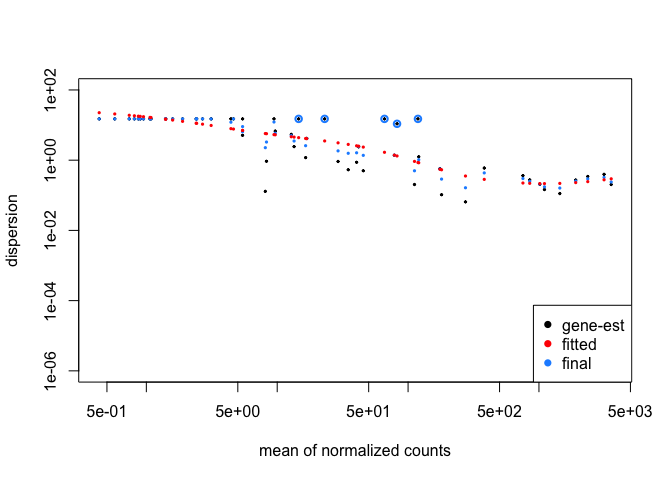 1e+02
1e+00
1e-02
1e-04
1e-06
dispersion
gene-est
fitted
final
5e-01 5e+00 5e+01 5e+02 5e+03
mean of normalized counts